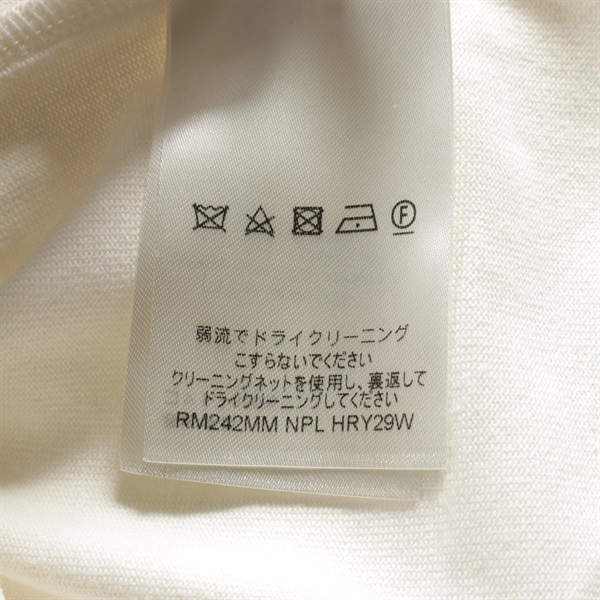 F
弱流でドライクリーニング
こすらないでください
クリーニングネットを使用し、裏返して
ドライクリーニングしてください
RM242MM NPL HRY29W